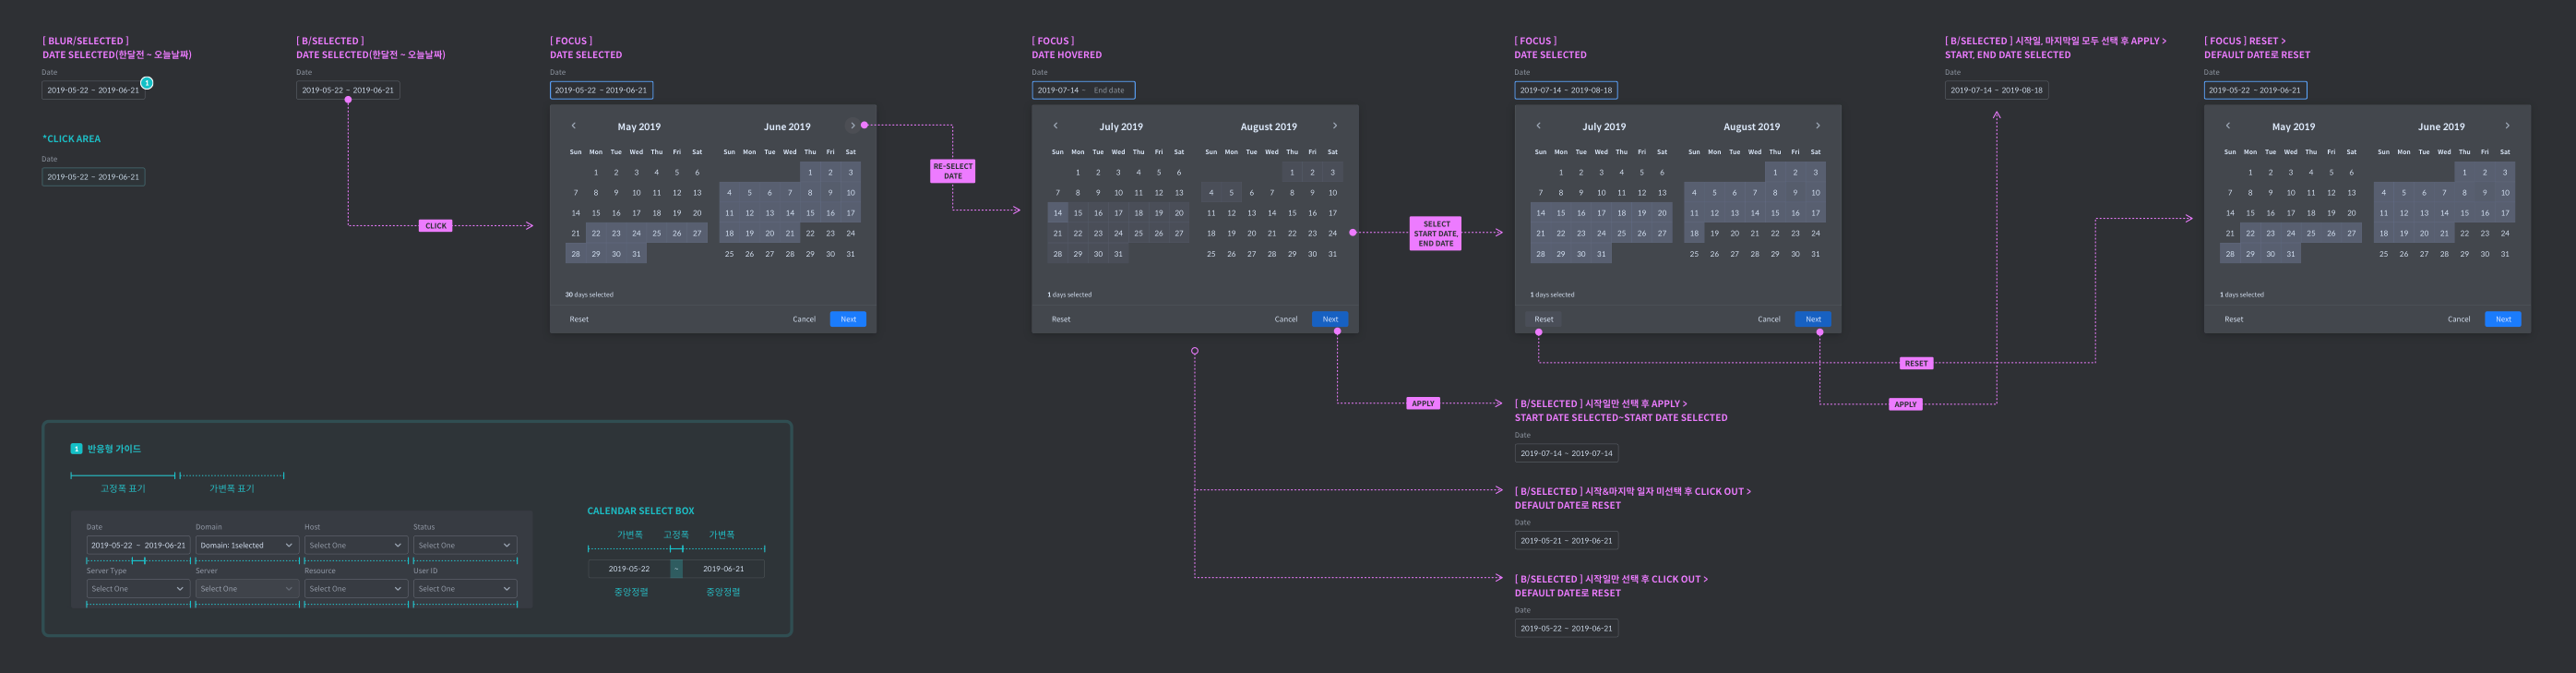 [ BLUR/SELECTED ]
DATE SELECTED(한달전 ~ 오늘날짜)
Date
2019-05-22 ~ 2019-06-21
1
*CLICK AREA
Date
2019-05-22 ~ 2019-06-21
[ B/SELECTED ]
DATE SELECTED(한달전 ~ 오늘날짜)
Date
2019-05-22 ~ 2019-06-21
CLICK
[ FOCUS ]
DATE SELECTED
Date
2019-05-22 ~ 2019-06-21
May 2019
Sun Mon Tue Wed Thu Fri Sat
1 2 3 4 5 6
7 8 9 10 11 12 13
14 15 16 17 18 19 20
21 22 23 24 25 26 27
28 29 30 31
June 2019
Sun Mon Tue Wed Thu Fri Sat
1 2 3
4 5 6 7 8 9 10
11 12 13 14 15 16 17
18 19 20 21 22 23 24
25 26 27 28 29 30 31
30 days selected
Reset Cancel Next
RE-SELECT
DATE
[ FOCUS ]
DATE HOVERED
Date
2019-07-14 ~ End date
July 2019
Sun Mon Tue Wed Thu Fri Sat
1 2 3 4 5 6
7 8 9 10 11 12 13
14 15 16 17 18 19 20
21 22 23 24 25 26 27
28 29 30 31
August 2019
Sun Mon Tue Wed Thu Fri Sat
1 2 3
4 5 6 7 8 9 10
11 12 13 14 15 16 17
18 19 20 21 22 23 24
25 26 27 28 29 30 31
1 days selected
Reset Cancel Next
SELECT
START DATE,
END DATE
[ FOCUS ]
DATE SELECTED
Date
2019-07-14 ~ 2019-08-18
July 2019
Sun Mon Tue Wed Thu Fri Sat
1 2 3 4 5 6
7 8 9 10 11 12 13
14 15 16 17 18 19 20
21 22 23 24 25 26 27
28 29 30 31
August 2019
Sun Mon Tue Wed Thu Fri Sat
1 2 3
4 5 6 7 8 9 10
11 12 13 14 15 16 17
18 19 20 21 22 23 24
25 26 27 28 29 30 31
1 days selected
Reset Cancel Next
[ B/SELECTED ] 시작일, 마지막일 모두 선택 후 APPLY >
START, END DATE SELECTED
Date
2019-07-14 ~ 2019-08-18
RESET
APPLY
[ FOCUS ] RESET >
DEFAULT DATE로 RESET
Date
2019-05-22 ~ 2019-06-21
May 2019
Sun Mon Tue Wed Thu Fri Sat
1 2 3 4 5 6
7 8 9 10 11 12 13
14 15 16 17 18 19 20
21 22 23 24 25 26 27
28 29 30 31
June 2019
Sun Mon Tue Wed Thu Fri Sat
1 2 3
4 5 6 7 8 9 10
11 12 13 14 15 16 17
18 19 20 21 22 23 24
25 26 27 28 29 30 31
1 days selected
Reset Cancel Next
APPLY
[ B/SELECTED ] 시작일만 선택 후 APPLY >
START DATE SELECTED~START DATE SELECTED
Date
2019-07-14 ~ 2019-07-14
[ B/SELECTED ] 시작&마지막 일자 미선택 후 CLICK OUT >
DEFAULT DATE로 RESET
Date
2019-05-21 ~ 2019-06-21
[ B/SELECTED ] 시작일만 선택 후 CLICK OUT >
DEFAULT DATE로 RESET
Date
2019-05-22 ~ 2019-06-21
1 반응형 가이드
고정폭 표기 가변폭 표기
Date Domain Host Status
2019-05-22 ~ 2019-06-21 Domain: 1selected Select One Select One
Server Type Server Resource User ID
Select One Select One Select One Select One
CALENDAR SELECT BOX
가변폭 고정폭 가변폭
2019-05-22 ~ 2019-06-21
중앙정렬 중앙정렬